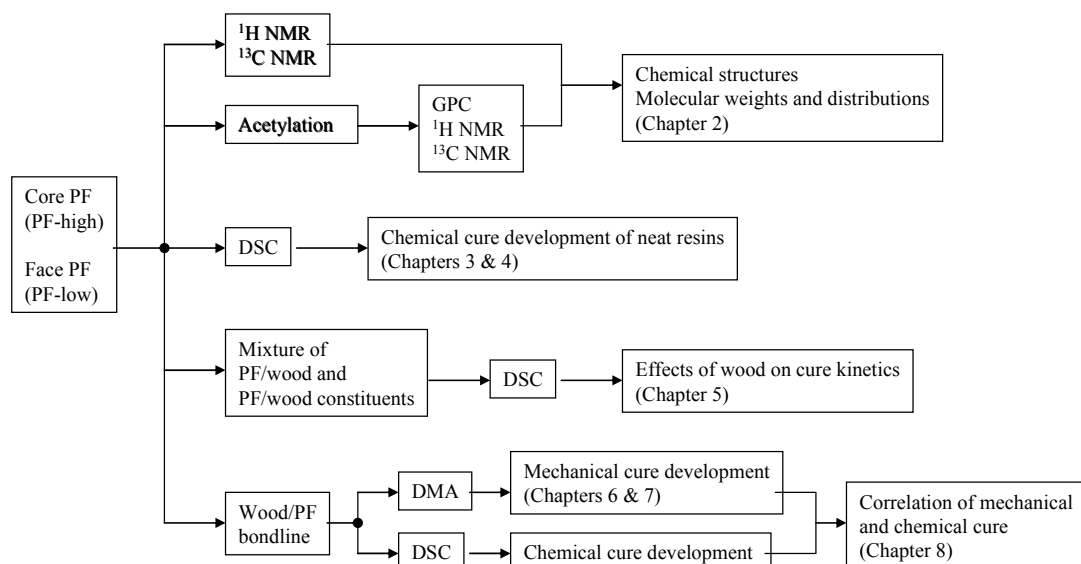 ¹H NMR
¹³C NMR
Acetylation
GPC
¹H NMR
¹³C NMR
Chemical structures
Molecular weights and distributions
(Chapter 2)
Core PF
(PF-high)
Face PF
(PF-low)
DSC
Chemical cure development of neat resins
(Chapters 3 & 4)
Mixture of
PF/wood and
PF/wood constituents
DSC
Effects of wood on cure kinetics
(Chapter 5)
Wood/PF
bondline
DMA
Mechanical cure development
(Chapters 6 & 7)
DSC
Chemical cure development
Correlation of mechanical
and chemical cure
(Chapter 8)